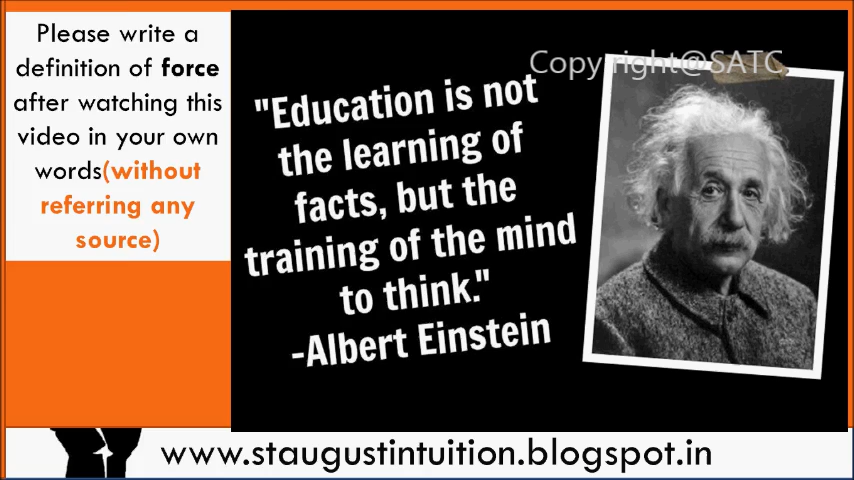 Please write a
definition of force
after watching this
video in your own
words(without
referring any
source)
Copy right@SATC
"Education is not
the learning of
facts, but the
training of the mind
to think."
-Albert Einstein
www.staugustintuition.blogspot.in